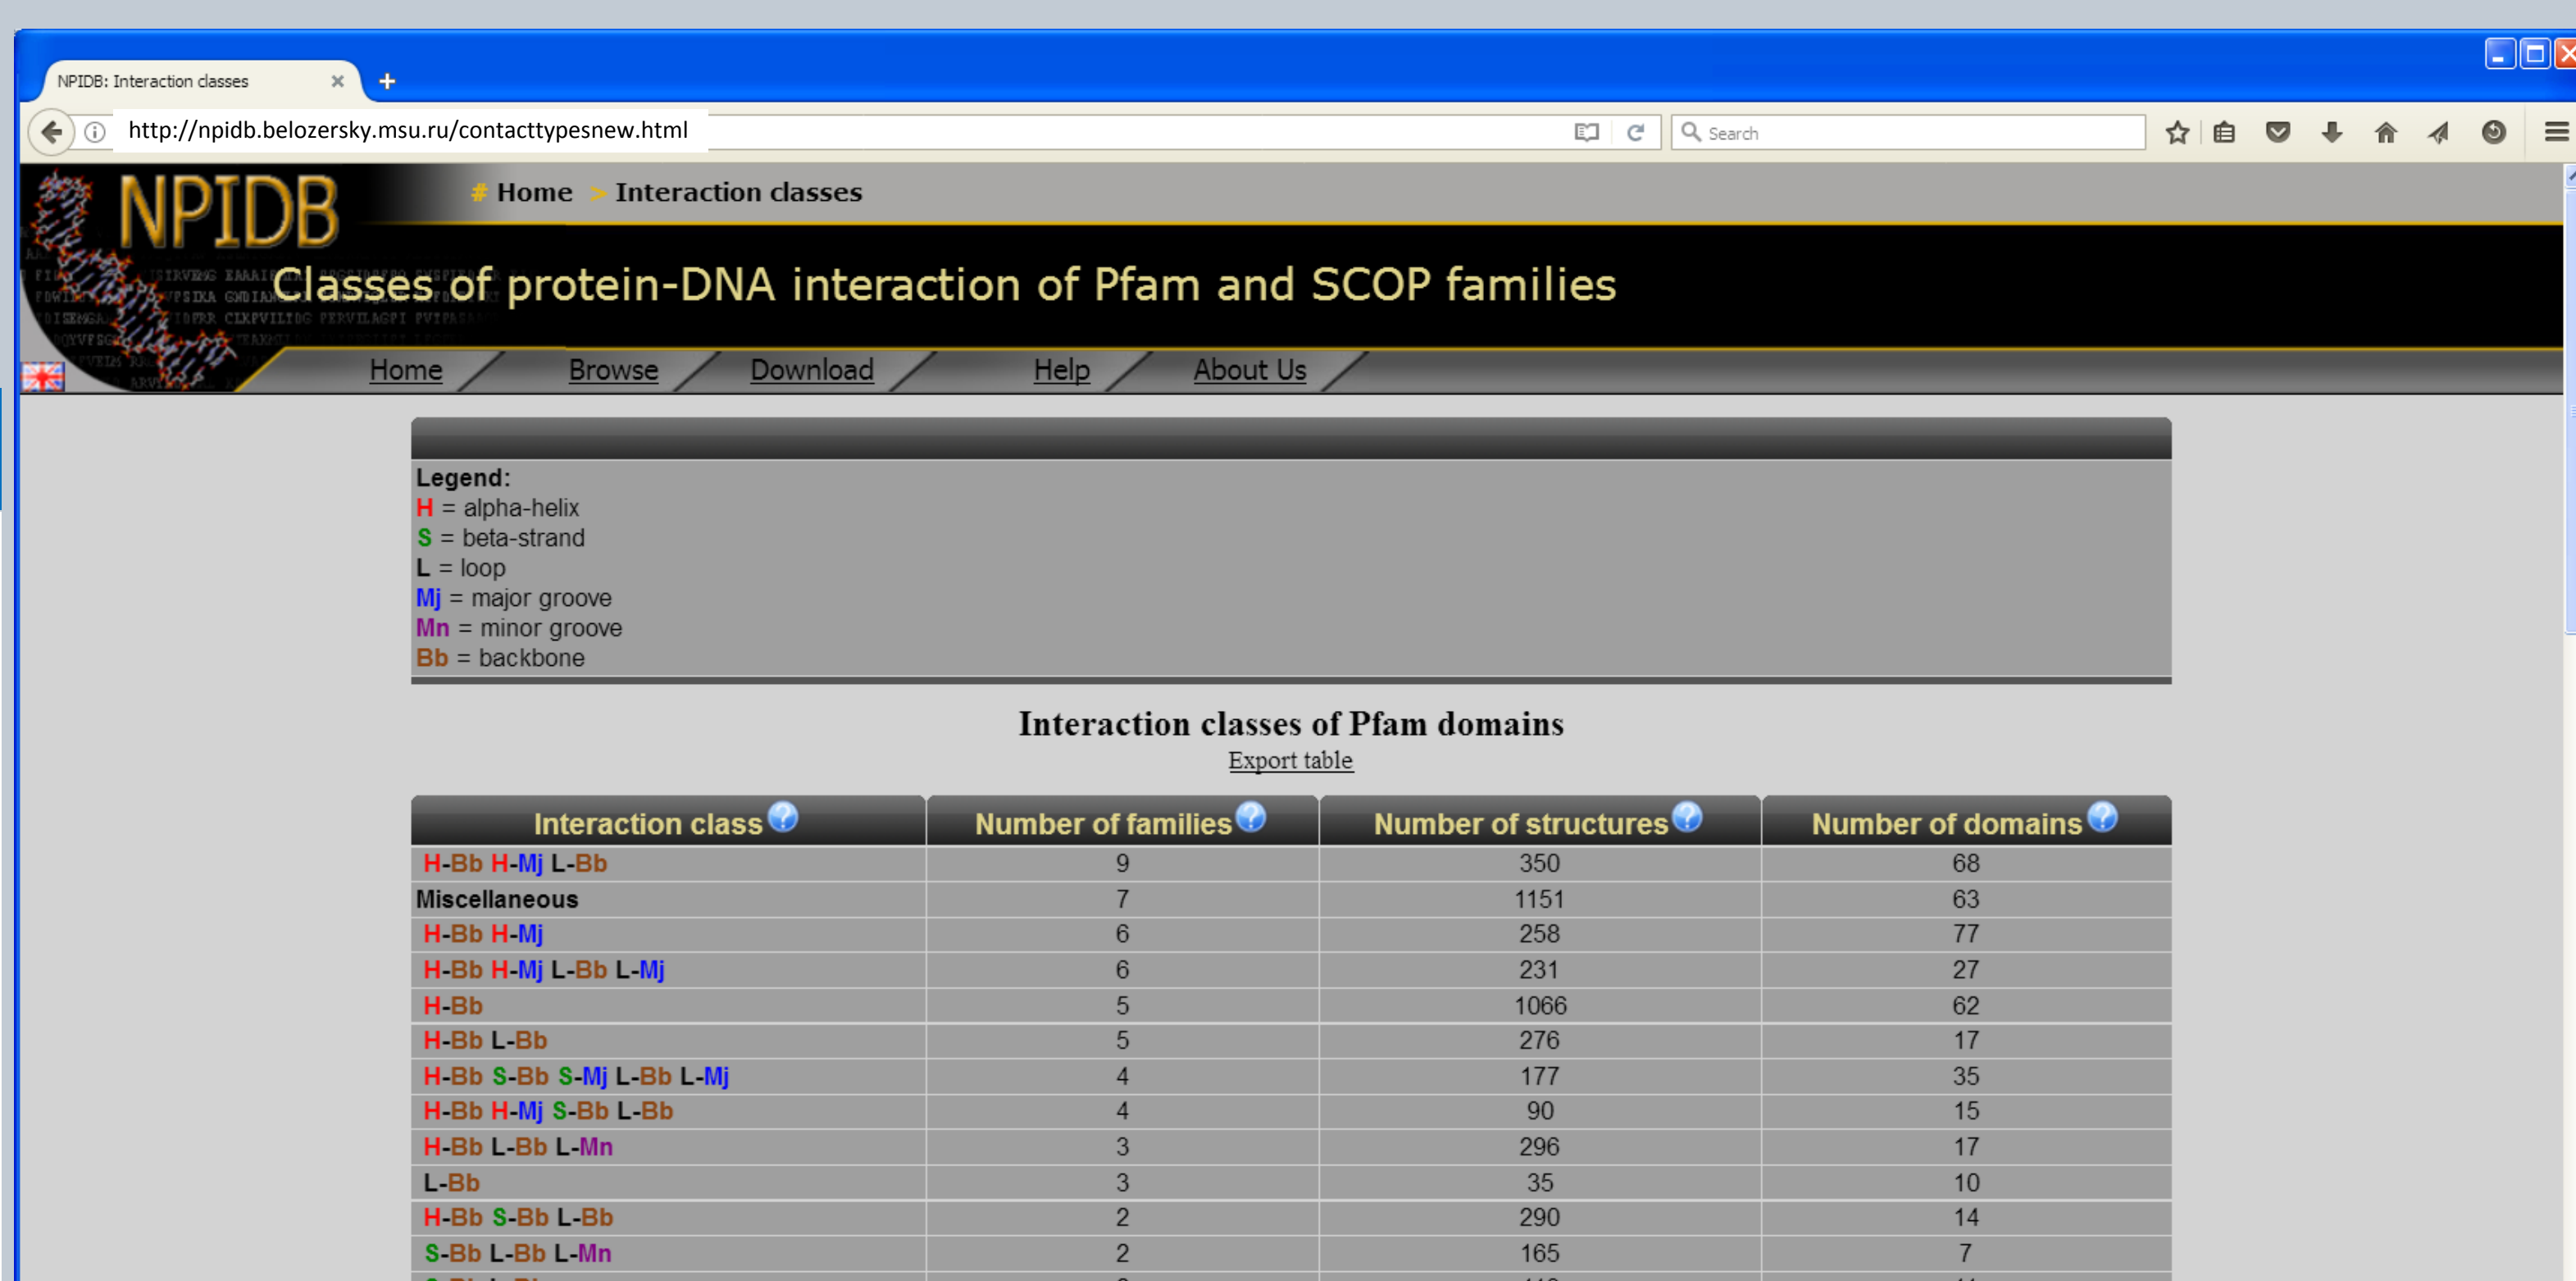 NPIDB: Interaction classes
http://npidb.belozersky.msu.ru/contacttypesnew.html
Search
NPIDB
# Home > Interaction classes
Classes of protein-DNA interaction of Pfam and SCOP families
Home Browse Download Help About Us
Legend:
H = alpha-helix
S = beta-strand
L = loop
Mj = major groove
Mn = minor groove
Bb = backbone
Interaction classes of Pfam domains
Export table
Interaction class ? Number of families ? Number of structures ? Number of domains ?
H-Bb H-Mj L-Bb 9 350 68
Miscellaneous 7 1151 63
H-Bb H-Mj 6 258 77
H-Bb H-Mj L-Bb L-Mj 6 231 27
H-Bb 5 1066 62
H-Bb L-Bb 5 276 17
H-Bb S-Bb S-Mj L-Bb L-Mj 4 177 35
H-Bb H-Mj S-Bb L-Bb 4 90 15
H-Bb L-Bb L-Mn 3 296 17
L-Bb 3 35 10
H-Bb S-Bb L-Bb 2 290 14
S-Bb L-Bb L-Mn 2 165 7